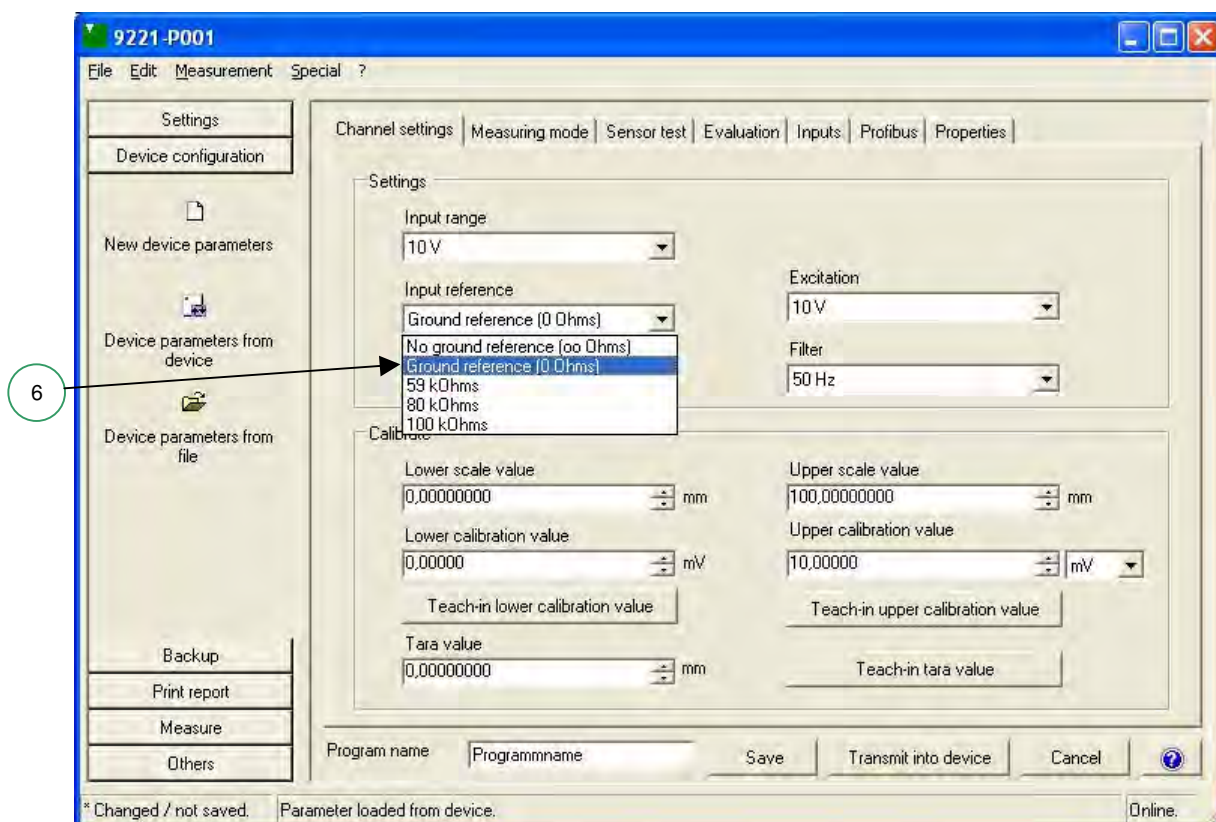 9221-P001
File Edit Measurement Special ?
Settings
Device configuration
New device parameters
Device parameters from
device
Device parameters from
file
Backup
Print report
Measure
Others
6
Channel settings Measuring mode Sensor test Evaluation Inputs Profibus Properties
Settings
Input range
10 V
Input reference
Ground reference (0 Ohms)
No ground reference (oo Ohms)
Ground reference (0 Ohms)
59 kOhms
80 kOhms
100 kOhms
Excitation
10 V
Filter
50 Hz
Calibrate
Lower scale value
0,00000000 mm
Upper scale value
100,00000000 mm
Lower calibration value
0,00000 mV
Upper calibration value
10,00000 mV
Teach-in lower calibration value
Teach-in upper calibration value
Tara value
0,00000000 mm
Teach-in tara value
Program name Programmname Save Transmit into device Cancel ?
* Changed / not saved. Parameter loaded from device. Online.